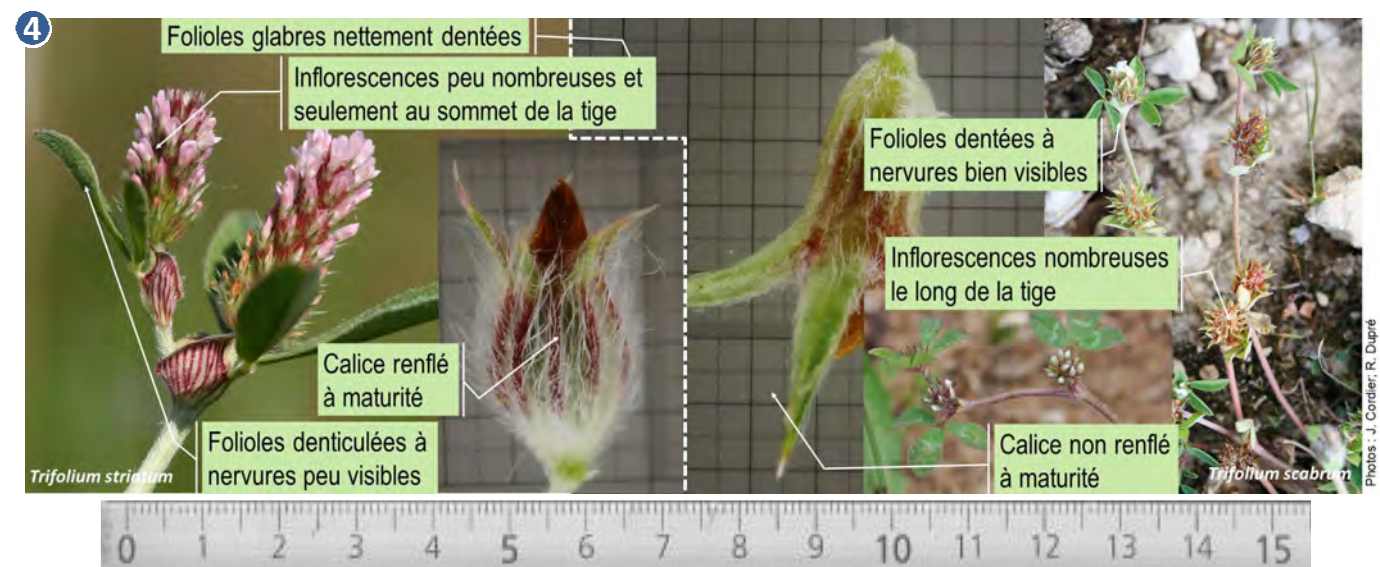 4
Folioles glabres nettement dentées
Inflorescences peu nombreuses et
seulement au sommet de la tige
Folioles dentées à
nervures bien visibles
Inflorescences nombreuses
le long de la tige
Calice renflé
à maturité
Folioles denticulées à
nervures peu visibles
Calice non renflé
à maturité
Trifolium striatum
Trifolium scabrum
Photos : J. Cordier; R. Dupré
0 1 2 3 4 5 6 7 8 9 10 11 12 13 14 15